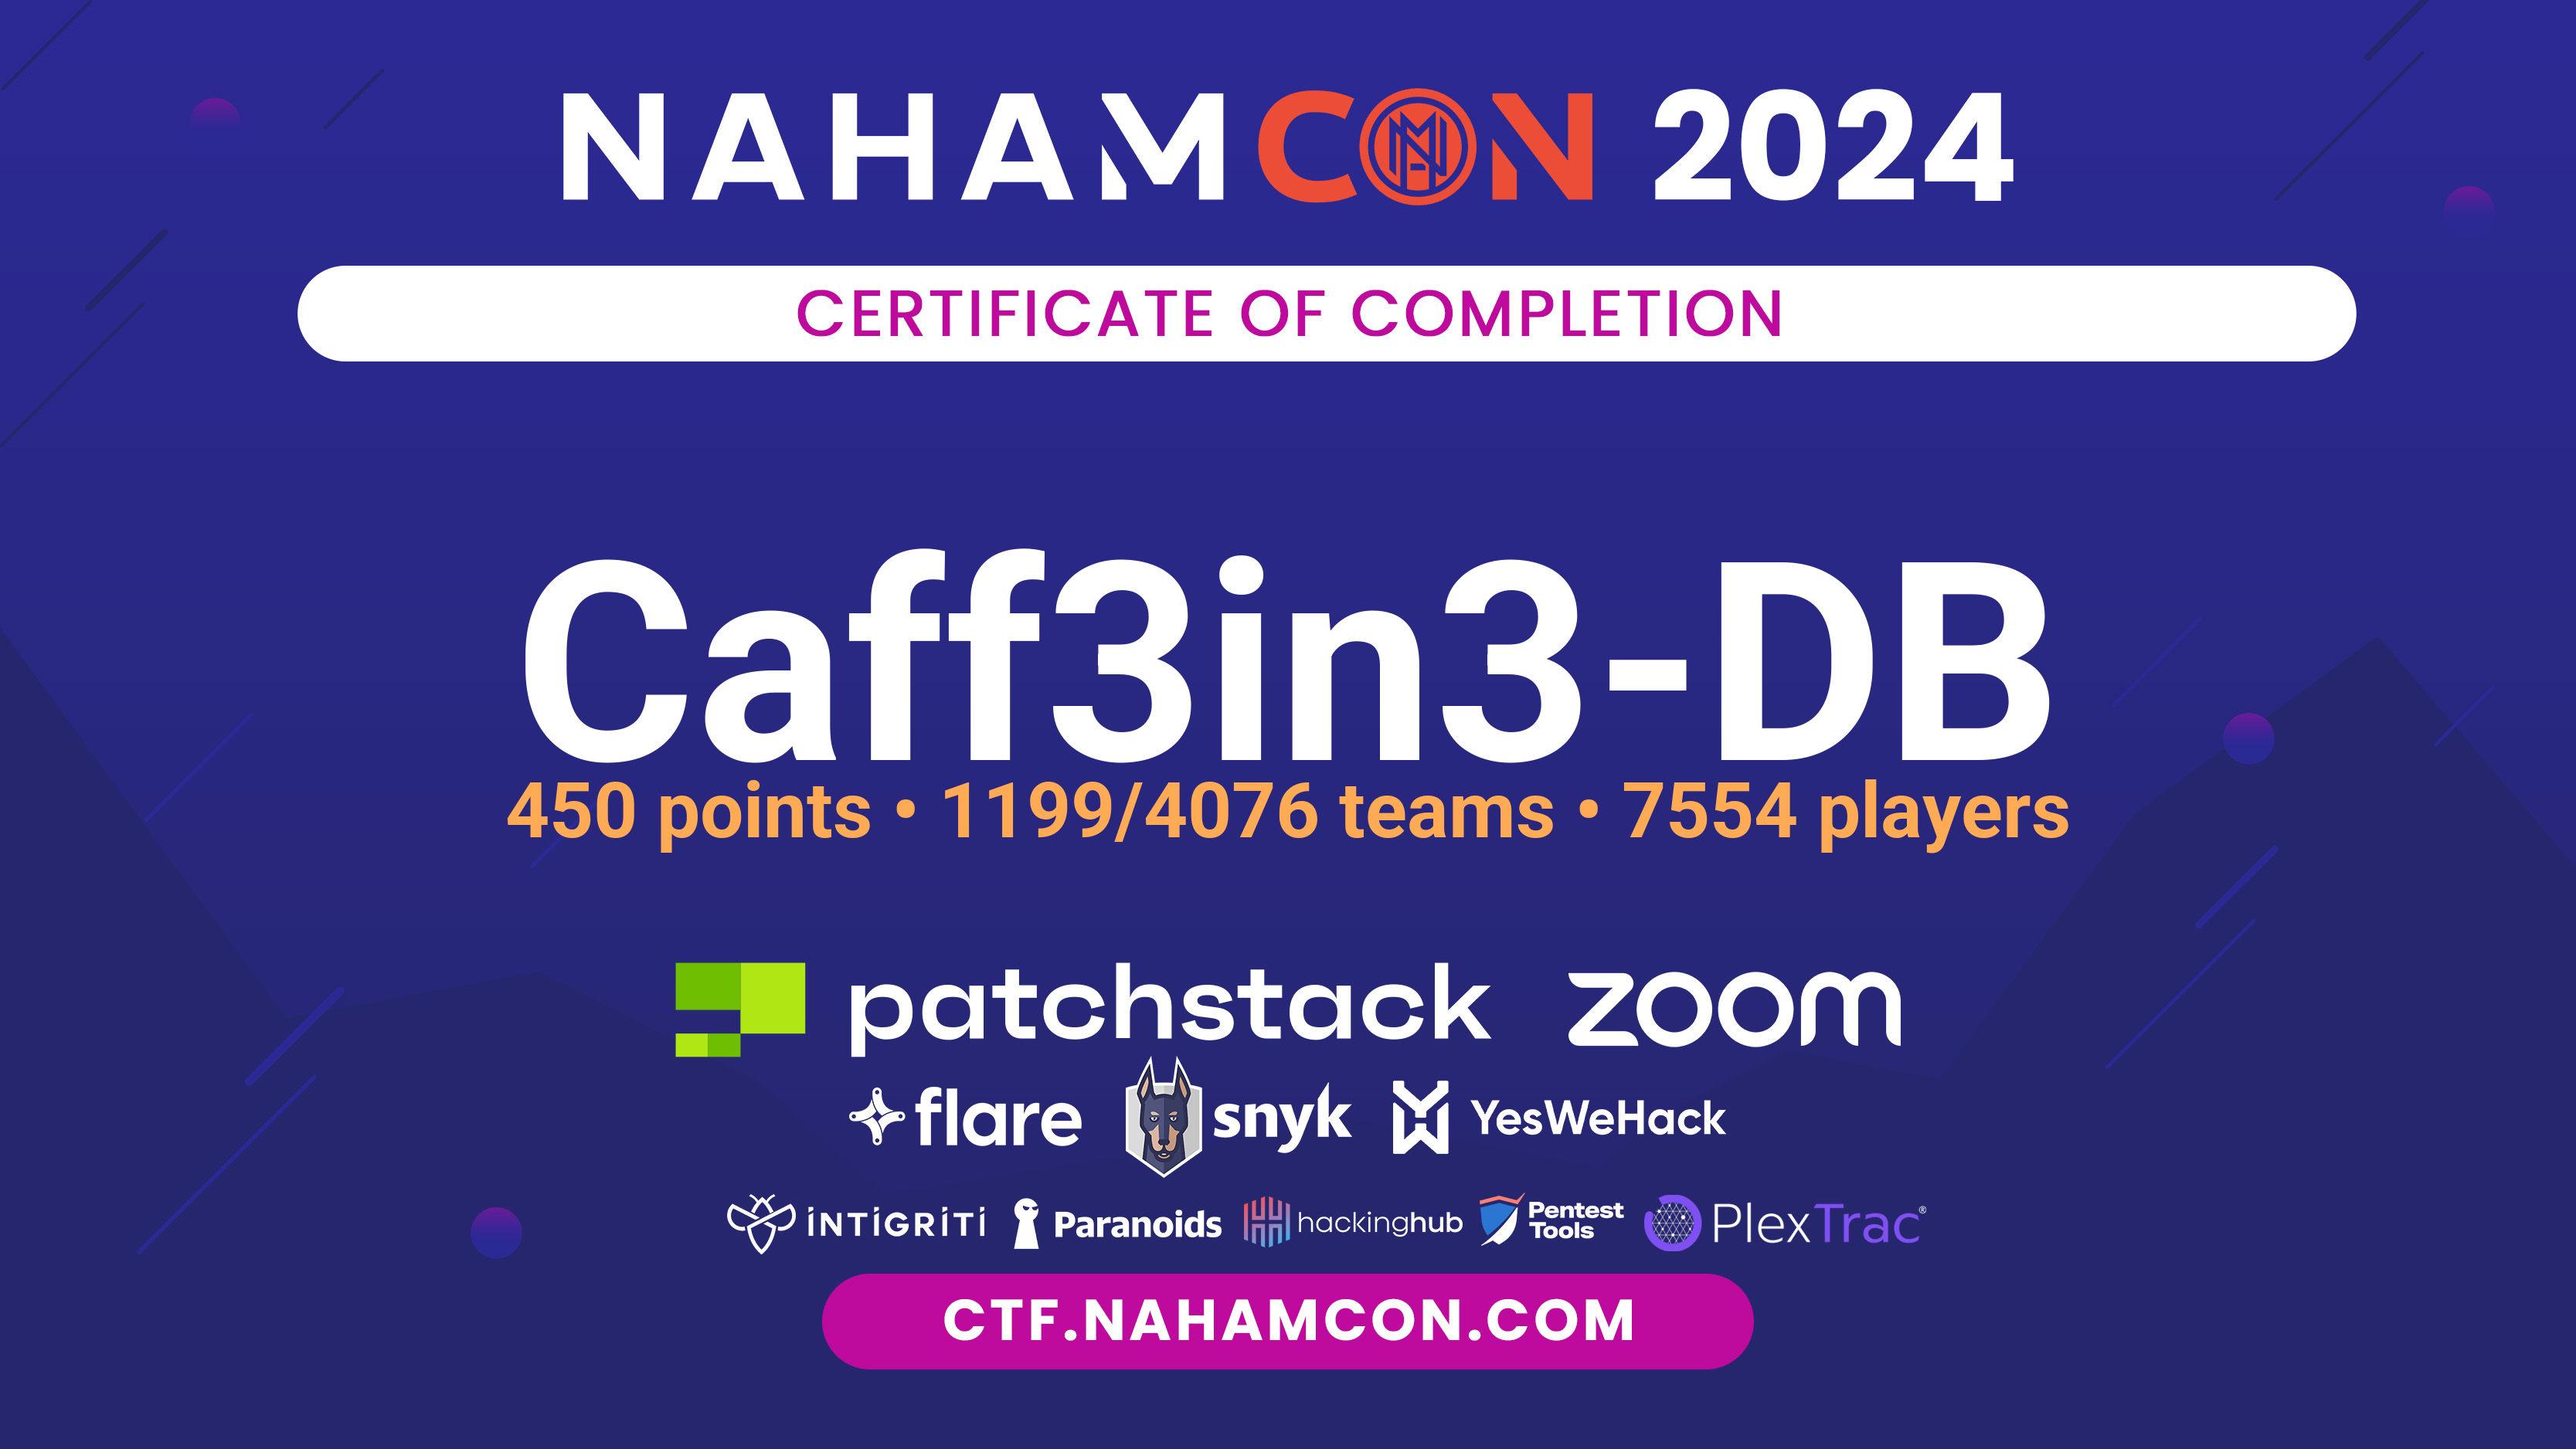 NAHAMCON 2024
CERTIFICATE OF COMPLETION
Caff3in3-DB
450 points • 1199/4076 teams • 7554 players
patchstack zoom
flare snyk YesWeHack
INTIGRITI Paranoids hackinghub Pentest Tools PlexTrac®
CTF.NAHAMCON.COM